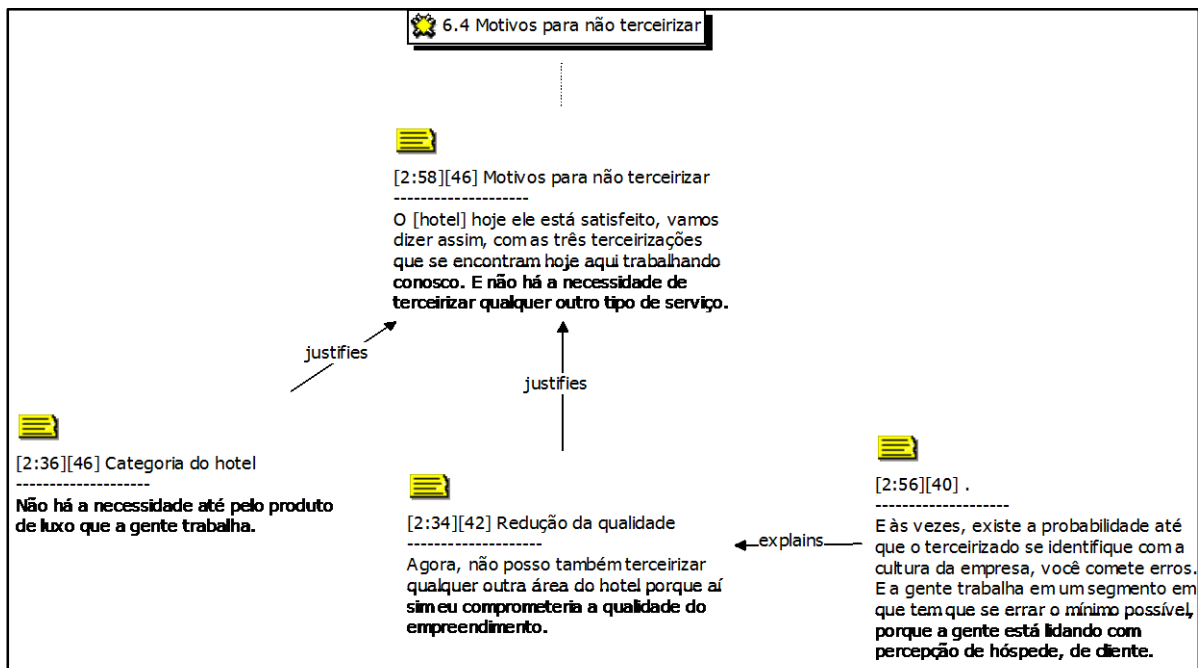 6.4 Motivos para não terceirizar
[2:58][46] Motivos para não terceirizar
--------------------
O [hotel] hoje ele está satisfeito, vamos
dizer assim, com as três terceirizações
que se encontram hoje aqui trabalhando
conosco. E não há a necessidade de
terceirizar qualquer outro tipo de serviço.
justifies
justifies
[2:36][46] Categoria do hotel
--------------------
Não há a necessidade até pelo produto
de luxo que a gente trabalha.
[2:34][42] Redução da qualidade
--------------------
Agora, não posso também terceirizar
qualquer outra área do hotel porque aí
sim eu comprometeria a qualidade do
empreendimento.
explains
[2:56][40] .
--------------------
E às vezes, existe a probabilidade até
que o terceirizado se identifique com a
cultura da empresa, você comete erros.
E a gente trabalha em um segmento em
que tem que se errar o mínimo possível,
porque a gente está lidando com
percepção de hóspede, de cliente.